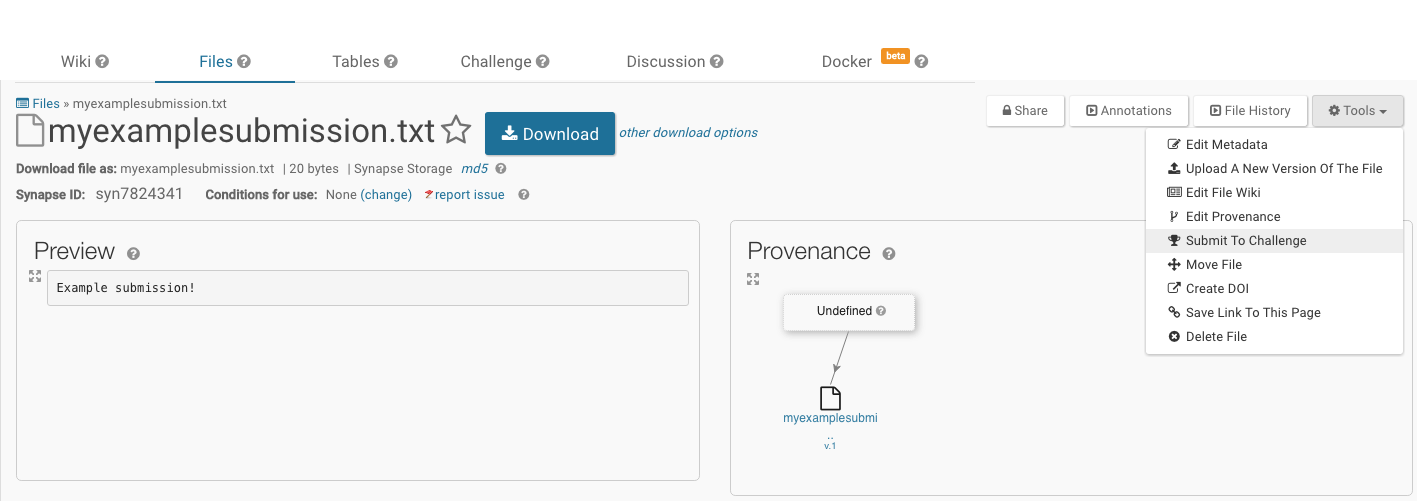 Wiki
Files
Tables
Challenge
Discussion
Docker beta
Files » myexamplesubmission.txt
Share
Annotations
File History
Tools
myexamplesubmission.txt
Download
other download options
Download file as: myexamplesubmission.txt | 20 bytes | Synapse Storage md5
Synapse ID: syn7824341 Conditions for use: None (change) report issue
Edit Metadata
Upload A New Version Of The File
Edit File Wiki
Edit Provenance
Submit To Challenge
Move File
Create DOI
Save Link To This Page
Delete File
Preview
Example submission!
Provenance
Undefined
myexamplesubmi
..
v.1